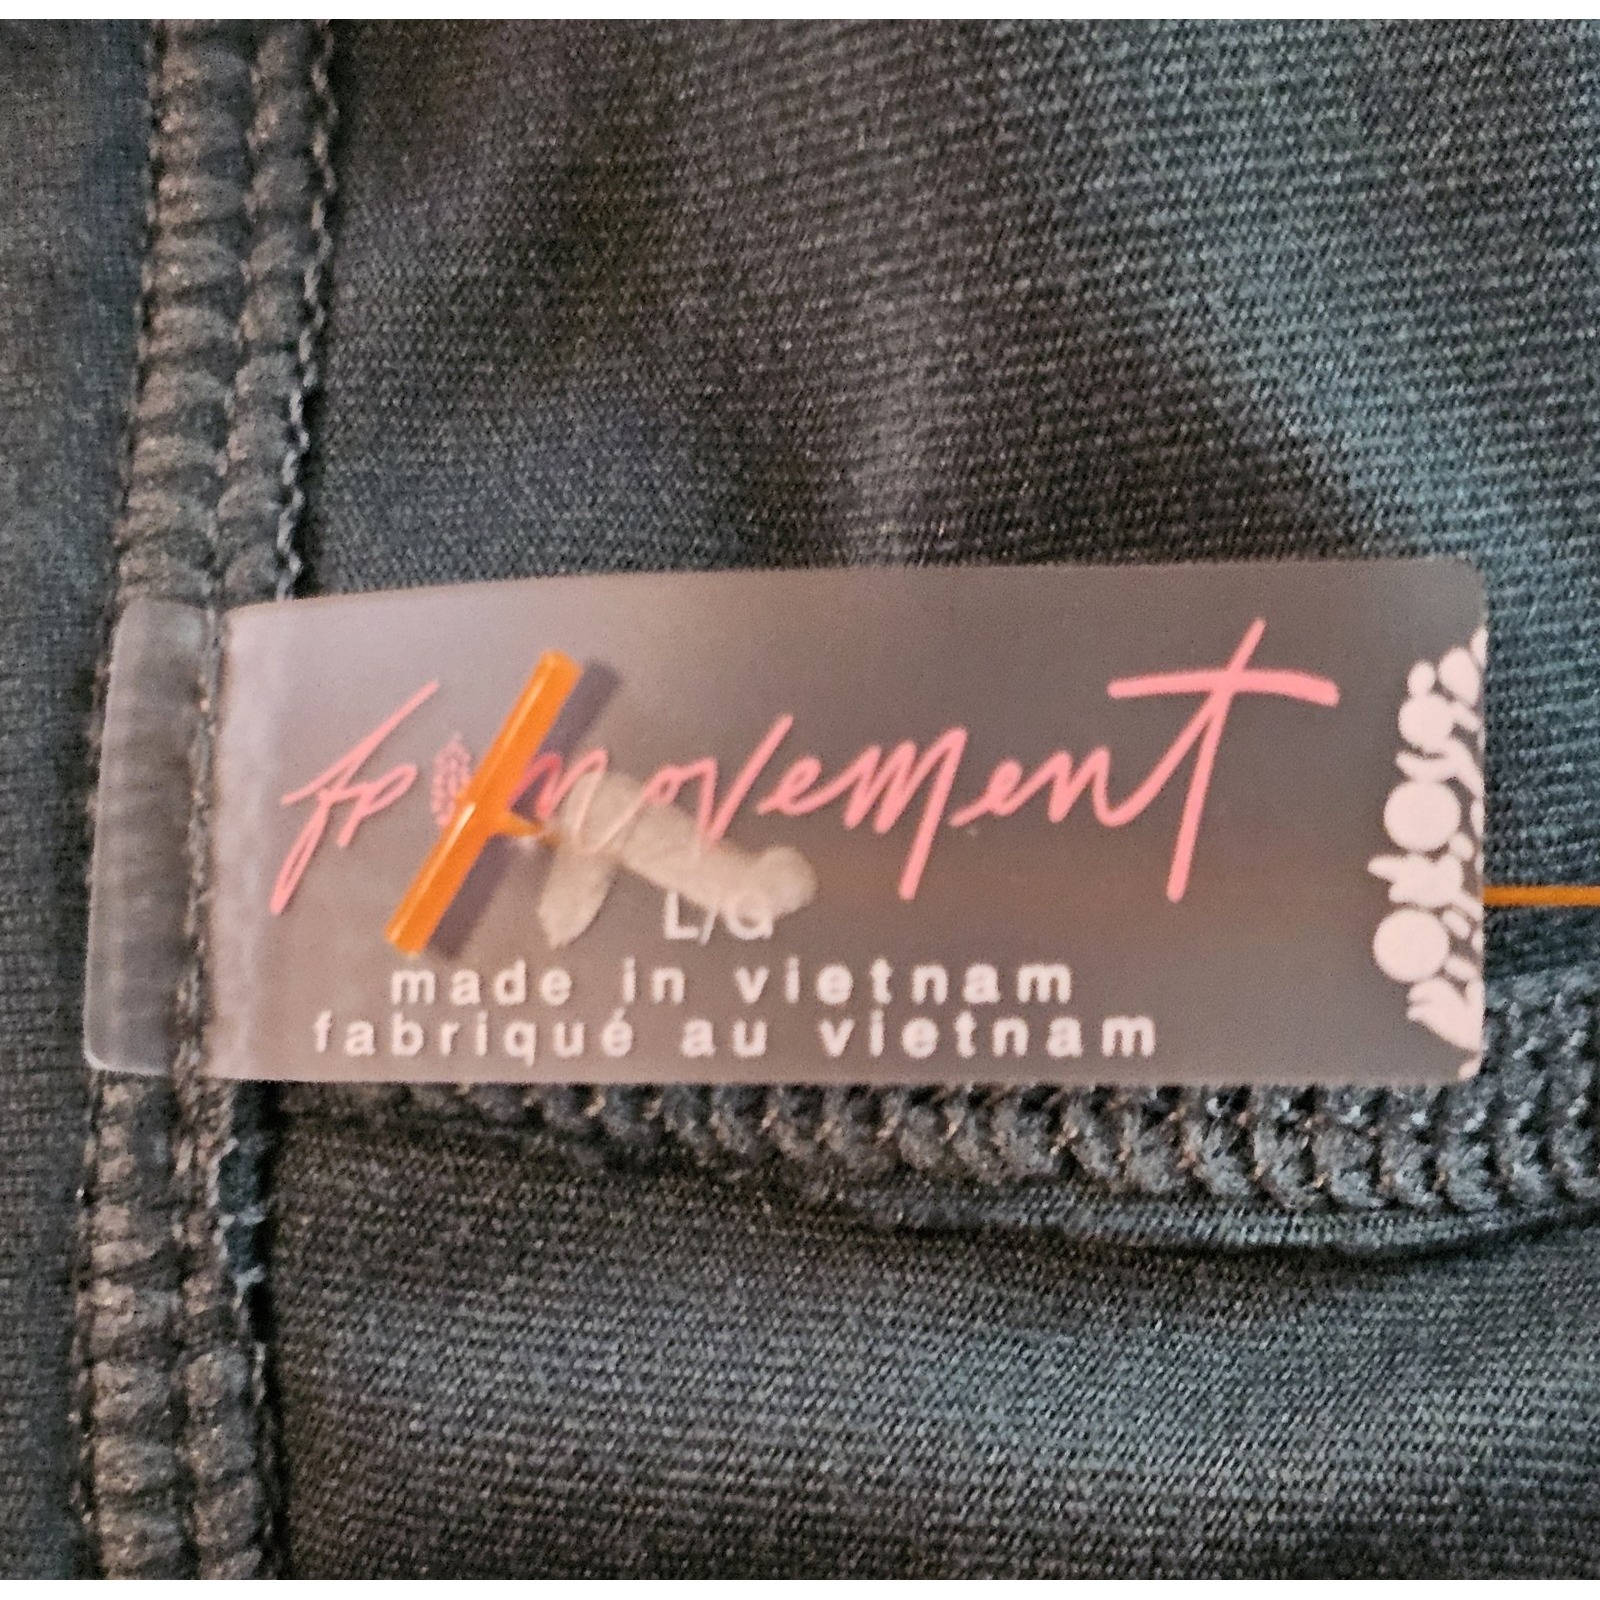 fp movement
L/G
made in vietnam
fabriqué au vietnam